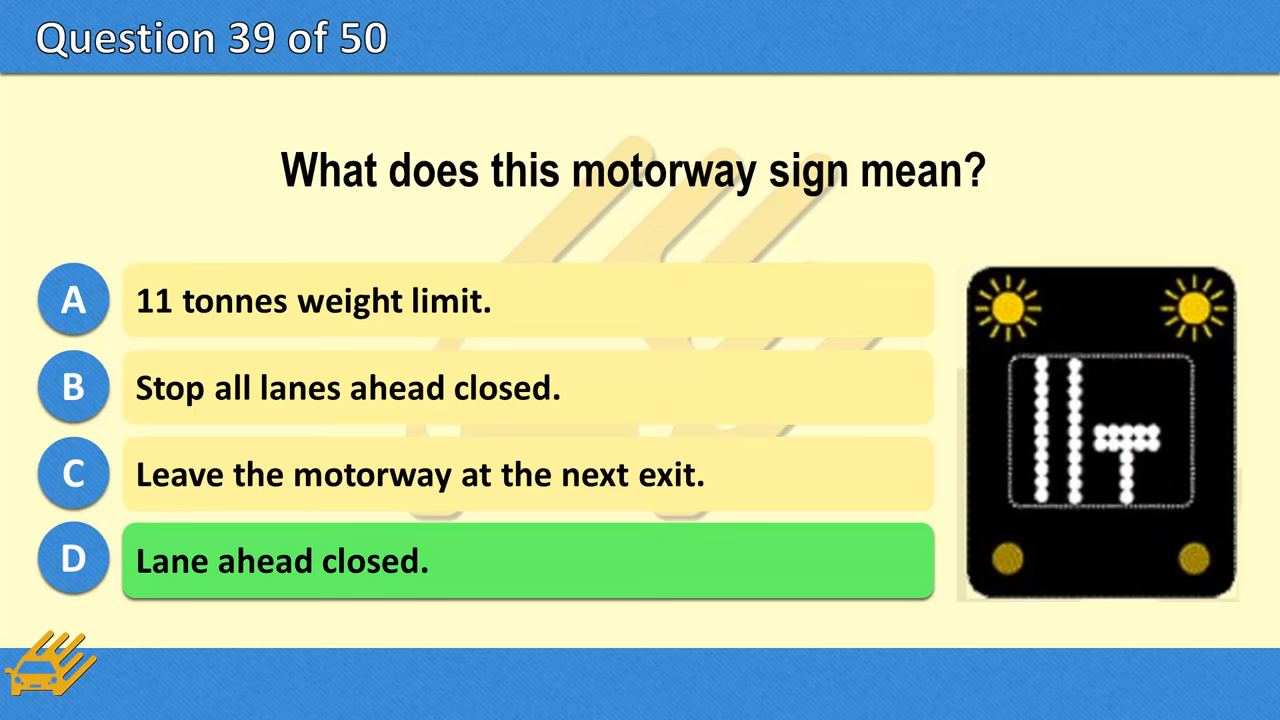 Question 39 of 50
What does this motorway sign mean?
A
11 tonnes weight limit.
B
Stop all lanes ahead closed.
C
Leave the motorway at the next exit.
D
Lane ahead closed.